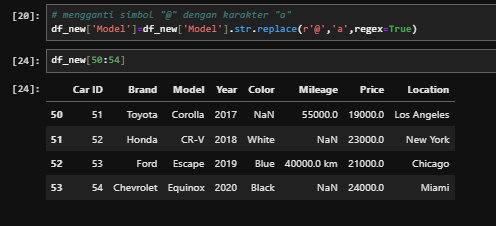 [20]: # mengganti simbol "@" dengan karakter "a"
df_new['Model']=df_new['Model'].str.replace(r'@','a',regex=True)
[24]: df_new[50:54]
[24]: Car ID Brand Model Year Color Mileage Price Location
50 51 Toyota Corolla 2017 NaN 55000.0 19000.0 Los Angeles
51 52 Honda CR-V 2018 White NaN 23000.0 New York
52 53 Ford Escape 2019 Blue 40000.0 km 21000.0 Chicago
53 54 Chevrolet Equinox 2020 Black NaN 24000.0 Miami